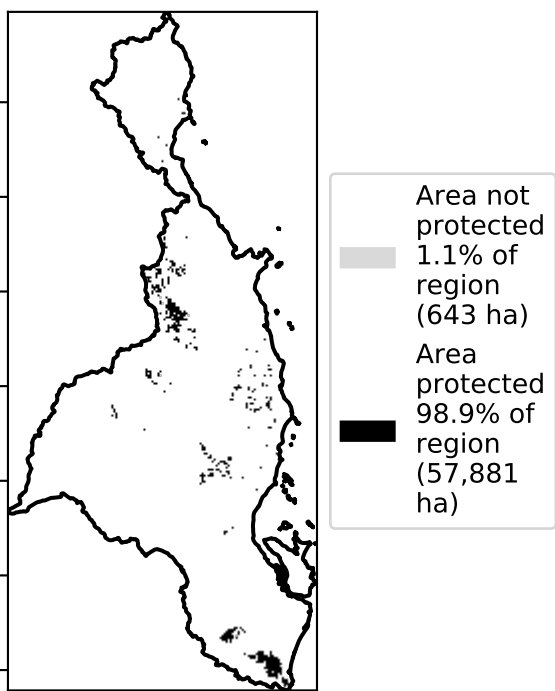 Area not
protected
1.1% of
region
(643 ha)
Area
protected
98.9% of
region
(57,881
ha)